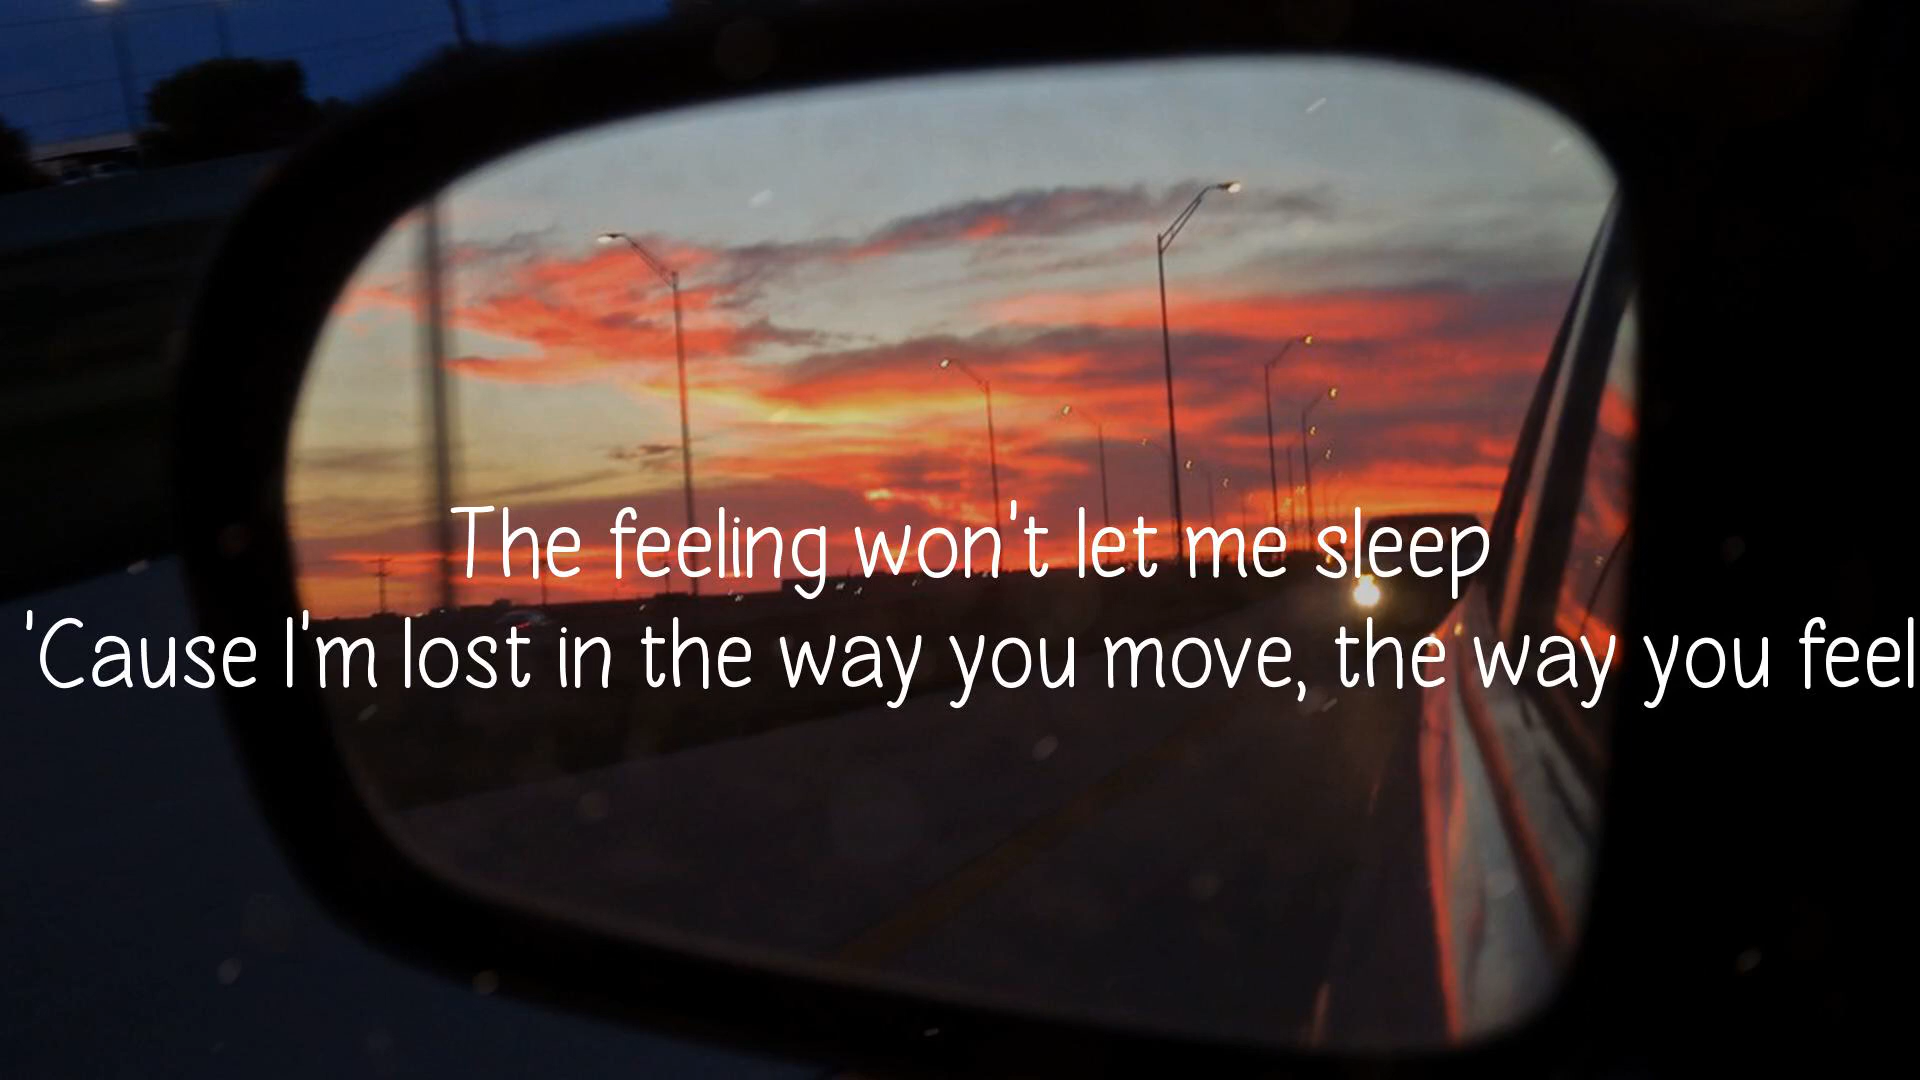 The feeling won't let me sleep
'Cause I'm lost in the way you move, the way you feel